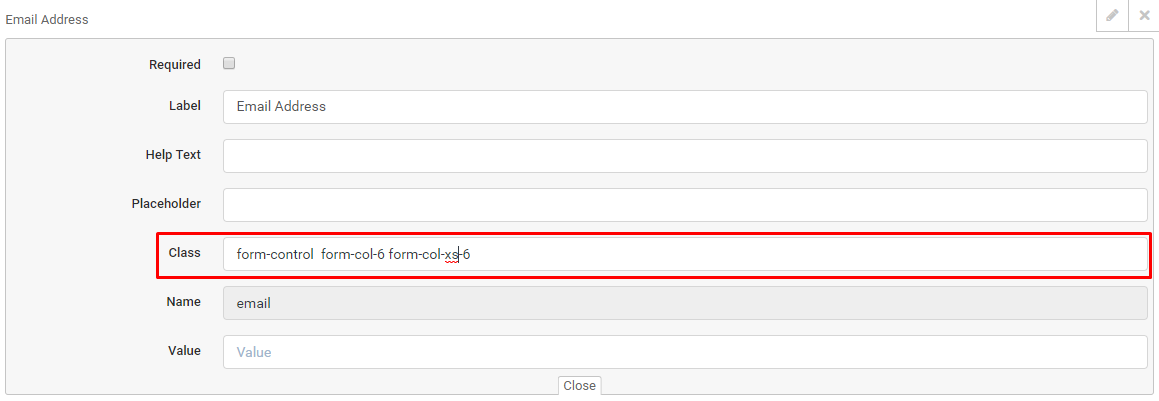 Email Address
Required
Label Email Address
Help Text
Placeholder
Class form-control  form-col-6 form-col-xs-6
Name email
Value Value
Close